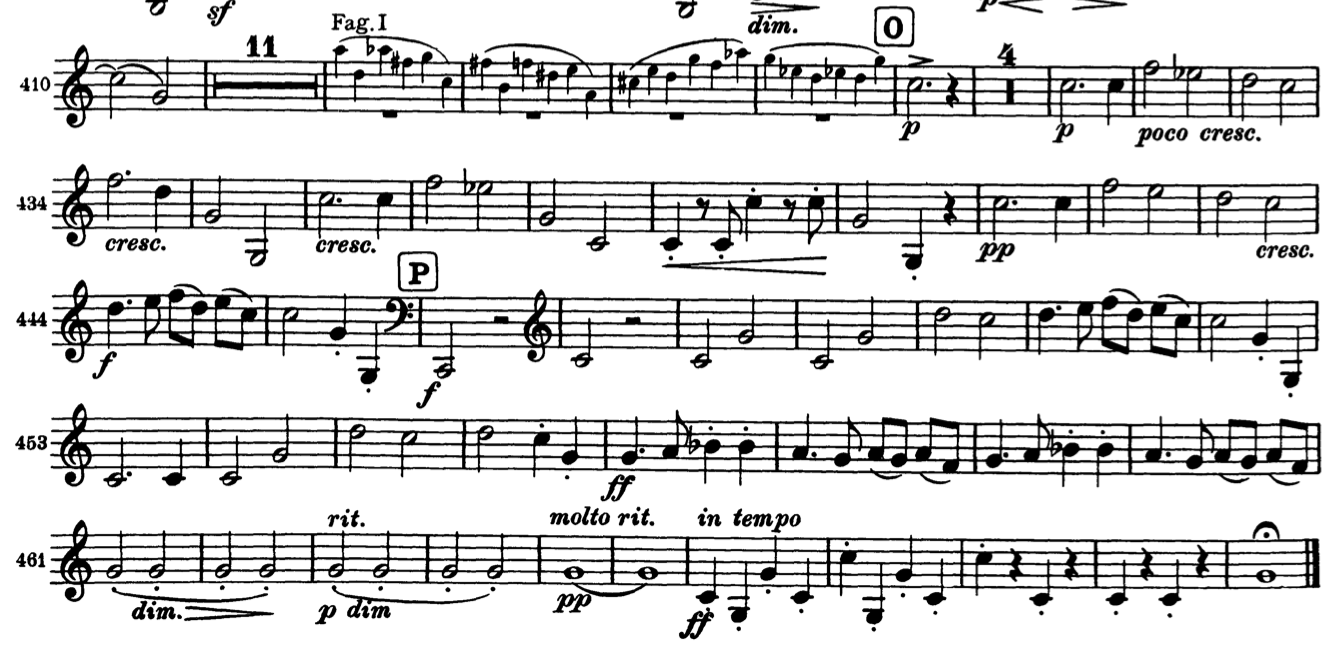 sf dim. p
11 Fag. I O 4
410
p p poco cresc.
434
cresc. cresc. pp cresc.
P
444
f f
453
ff
rit. molto rit. in tempo
461
dim. p dim pp ff